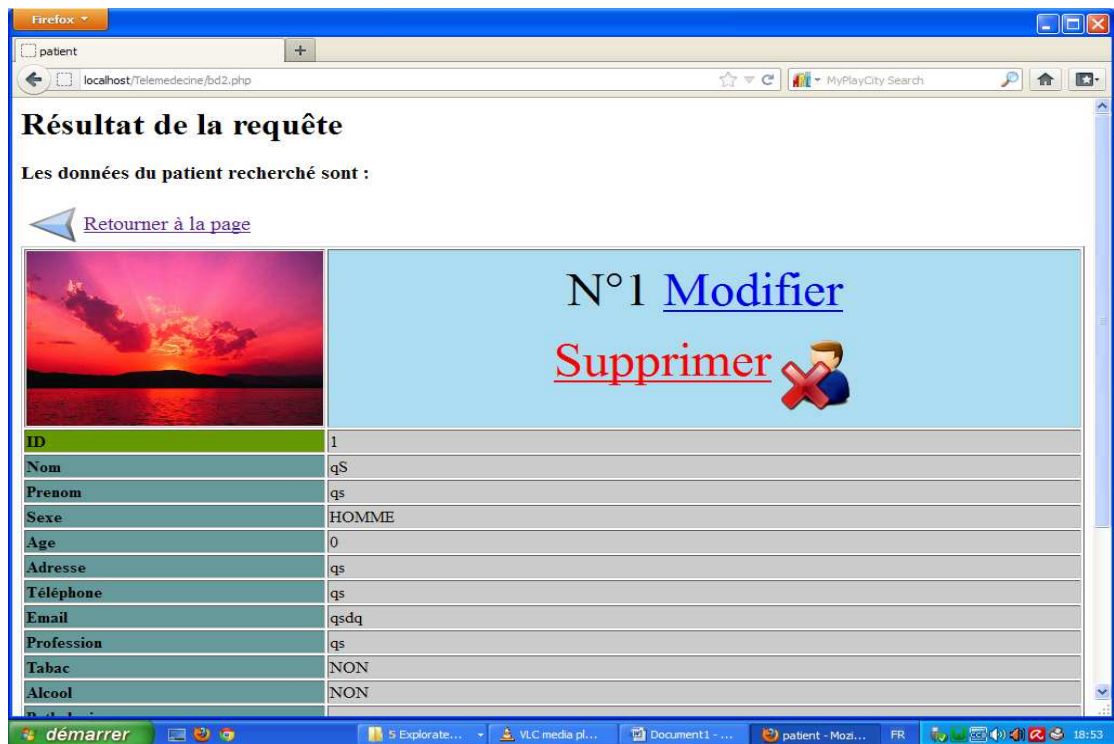 Firefox
patient
+
localhost/Telemedecine/bd2.php
MyPlayCity Search
Résultat de la requête
Les données du patient recherché sont :
Retourner à la page
N°1 Modifier
Supprimer
ID 1
Nom qS
Prenom qs
Sexe HOMME
Age 0
Adresse qs
Téléphone qs
Email qsdq
Profession qs
Tabac NON
Alcool NON
démarrer 5 Explorate... VLC media pl... Document1 - ... patient - Mozi... FR 18:53